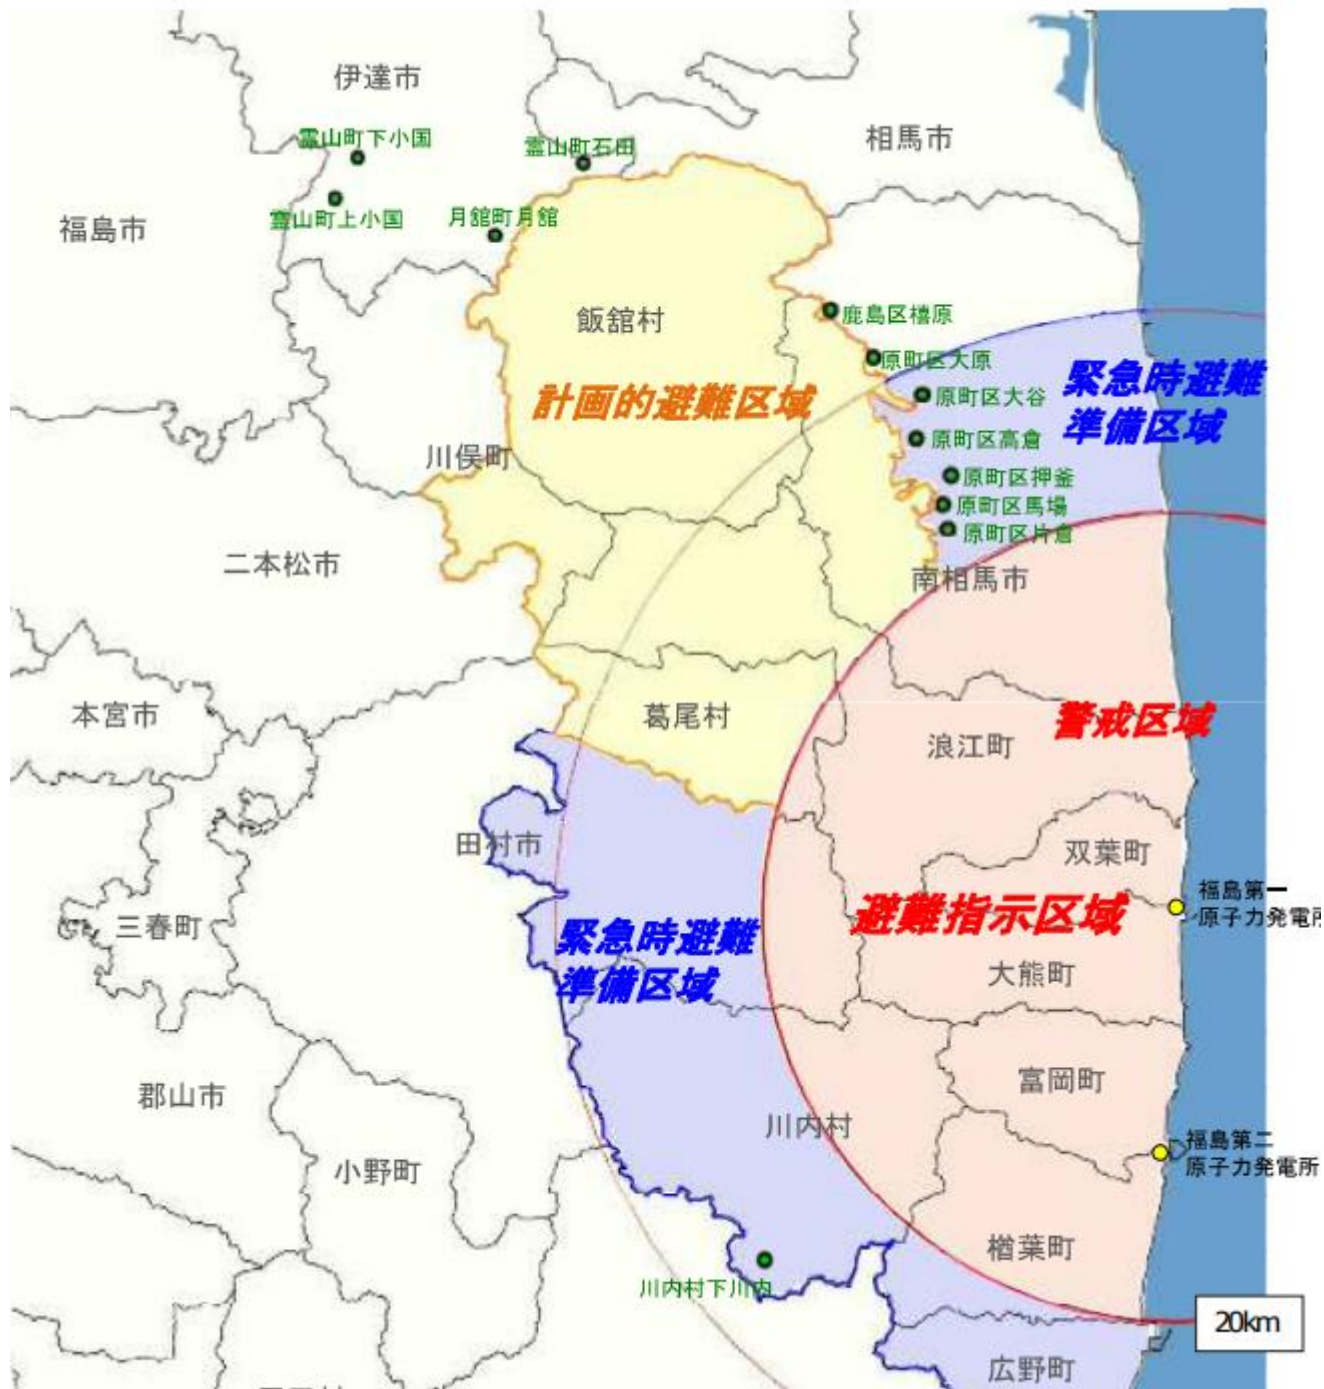 伊達市
相馬市
霊山町下小国
霊山町石田
霊山町上小国
月舘町月舘
福島市
飯舘村
鹿島区橲原
原町区大原
計画的避難区域
緊急時避難
準備区域
原町区大谷
原町区高倉
川俣町
原町区押釜
原町区馬場
原町区片倉
二本松市
南相馬市
本宮市
葛尾村
警戒区域
浪江町
田村市
双葉町
福島第一
原子力発電所
三春町
避難指示区域
緊急時避難
準備区域
大熊町
郡山市
富岡町
川内村
福島第二
原子力発電所
小野町
楢葉町
川内村下川内
20km
広野町